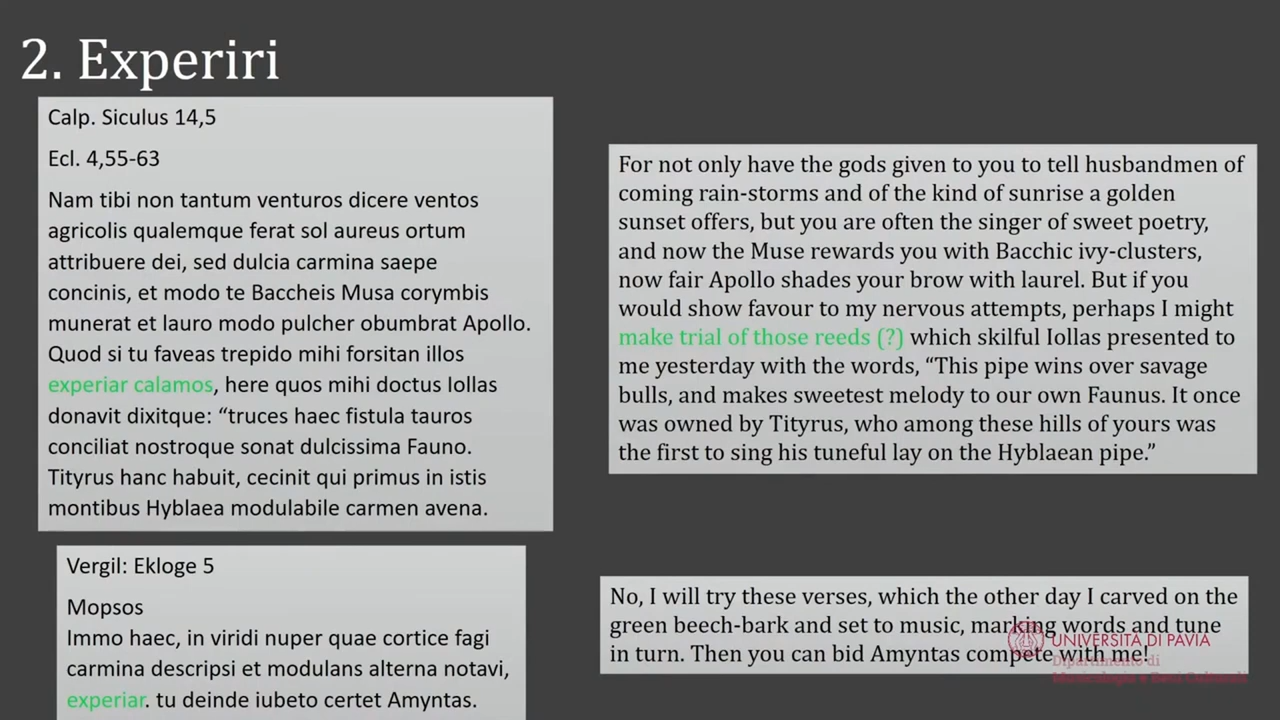 2. Experiri
Calp. Siculus 14,5
Ecl. 4,55-63
Nam tibi non tantum venturos dicere ventos
agricolis qualemque ferat sol aureus ortum
attribuere dei, sed dulcia carmina saepe
concinis, et modo te Baccheis Musa corymbis
munerat et lauro modo pulcher obumbrat Apollo.
Quod si tu faveas trepido mihi forsitan illos
experiar calamos, here quos mihi doctus Iollas
donavit dixitque: “truces haec fistula tauros
conciliat nostroque sonat dulcissima Fauno.
Tityrus hanc habuit, cecinit qui primus in istis
montibus Hyblaea modulabile carmen avena.
For not only have the gods given to you to tell husbandmen of
coming rain-storms and of the kind of sunrise a golden
sunset offers, but you are often the singer of sweet poetry,
and now the Muse rewards you with Bacchic ivy-clusters,
now fair Apollo shades your brow with laurel. But if you
would show favour to my nervous attempts, perhaps I might
make trial of those reeds (?) which skilful Iollas presented to
me yesterday with the words, “This pipe wins over savage
bulls, and makes sweetest melody to our own Faunus. It once
was owned by Tityrus, who among these hills of yours was
the first to sing his tuneful lay on the Hyblaean pipe.”
Vergil: Ekloge 5
Mopsos
Immo haec, in viridi nuper quae cortice fagi
carmina descripsi et modulans alterna notavi,
experiar. tu deinde iubeto certet Amyntas.
No, I will try these verses, which the other day I carved on the
green beech-bark and set to music, marking words and tune
in turn. Then you can bid Amyntas compete with me!
UNIVERSITÀ DI PAVIA
Dipartimento di
Musicologia e Beni Culturali